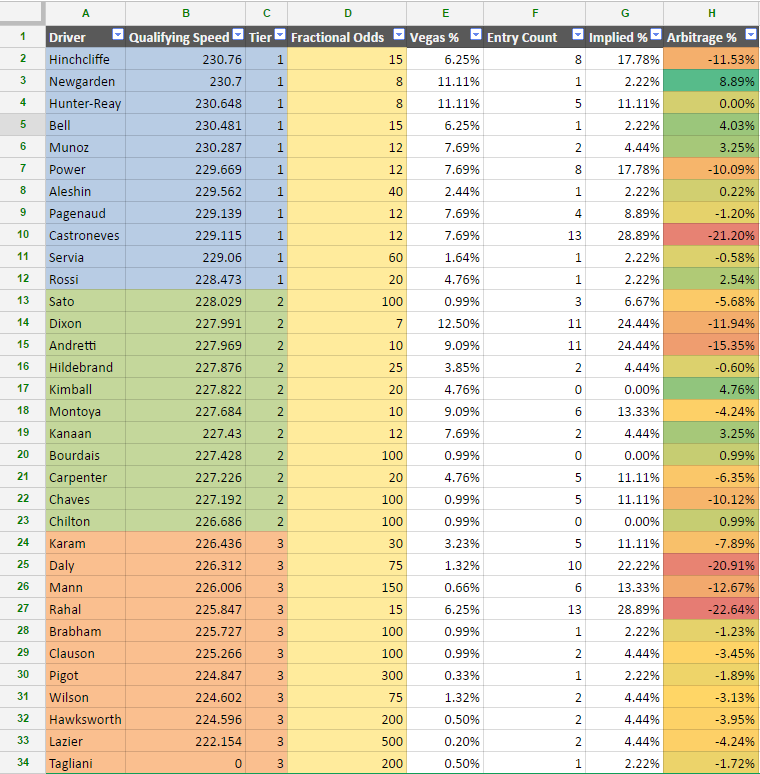 A B C D E F G H
1 Driver Qualifying Speed Tier Fractional Odds Vegas % Entry Count Implied % Arbitrage %
2 Hinchcliffe 230.76 1 15 6.25% 8 17.78% -11.53%
3 Newgarden 230.7 1 8 11.11% 1 2.22% 8.89%
4 Hunter-Reay 230.648 1 8 11.11% 5 11.11% 0.00%
5 Bell 230.481 1 15 6.25% 1 2.22% 4.03%
6 Munoz 230.287 1 12 7.69% 2 4.44% 3.25%
7 Power 229.669 1 12 7.69% 8 17.78% -10.09%
8 Aleshin 229.562 1 40 2.44% 1 2.22% 0.22%
9 Pagenaud 229.139 1 12 7.69% 4 8.89% -1.20%
10 Castroneves 229.115 1 12 7.69% 13 28.89% -21.20%
11 Servia 229.06 1 60 1.64% 1 2.22% -0.58%
12 Rossi 228.473 1 20 4.76% 1 2.22% 2.54%
13 Sato 228.029 2 100 0.99% 3 6.67% -5.68%
14 Dixon 227.991 2 7 12.50% 11 24.44% -11.94%
15 Andretti 227.969 2 10 9.09% 11 24.44% -15.35%
16 Hildebrand 227.876 2 25 3.85% 2 4.44% -0.60%
17 Kimball 227.822 2 20 4.76% 0 0.00% 4.76%
18 Montoya 227.684 2 10 9.09% 6 13.33% -4.24%
19 Kanaan 227.43 2 12 7.69% 2 4.44% 3.25%
20 Bourdais 227.428 2 100 0.99% 0 0.00% 0.99%
21 Carpenter 227.226 2 20 4.76% 5 11.11% -6.35%
22 Chaves 227.192 2 100 0.99% 5 11.11% -10.12%
23 Chilton 226.686 2 100 0.99% 0 0.00% 0.99%
24 Karam 226.436 3 30 3.23% 5 11.11% -7.89%
25 Daly 226.312 3 75 1.32% 10 22.22% -20.91%
26 Mann 226.006 3 150 0.66% 6 13.33% -12.67%
27 Rahal 225.847 3 15 6.25% 13 28.89% -22.64%
28 Brabham 225.727 3 100 0.99% 1 2.22% -1.23%
29 Clauson 225.266 3 100 0.99% 2 4.44% -3.45%
30 Pigot 224.847 3 300 0.33% 1 2.22% -1.89%
31 Wilson 224.602 3 75 1.32% 2 4.44% -3.13%
32 Hawksworth 224.596 3 200 0.50% 2 4.44% -3.95%
33 Lazier 222.154 3 500 0.20% 2 4.44% -4.24%
34 Tagliani 0 3 200 0.50% 1 2.22% -1.72%